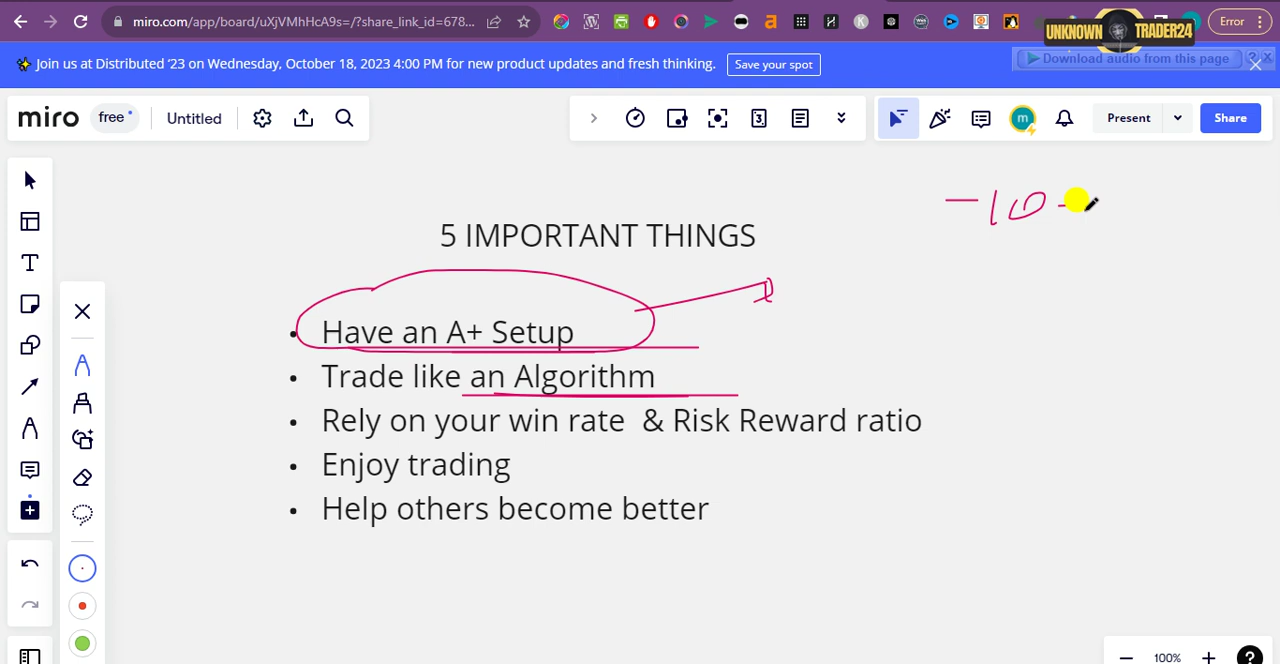 miro.com/app/board/uXjVMhHcA9s=/?share_link_id=678...
Error
UNKNOWN TRADER24
Join us at Distributed '23 on Wednesday, October 18, 2023 4:00 PM for new product updates and fresh thinking.
Save your spot
Download audio from this page
? X
miro
free
Untitled
3
m
Present
Share
-10
5 IMPORTANT THINGS
• Have an A+ Setup
• Trade like an Algorithm
• Rely on your win rate & Risk Reward ratio
• Enjoy trading
• Help others become better
100%
?